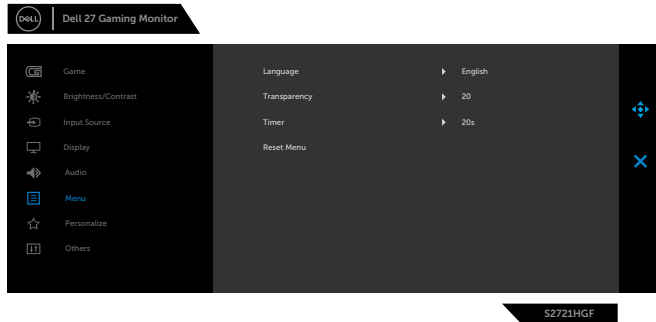 DELL
Dell 27 Gaming Monitor
Game
Brightness/Contrast
Input Source
Display
Audio
Menu
Personalize
Others
Language English
Transparency 20
Timer 20s
Reset Menu
S2721HGF